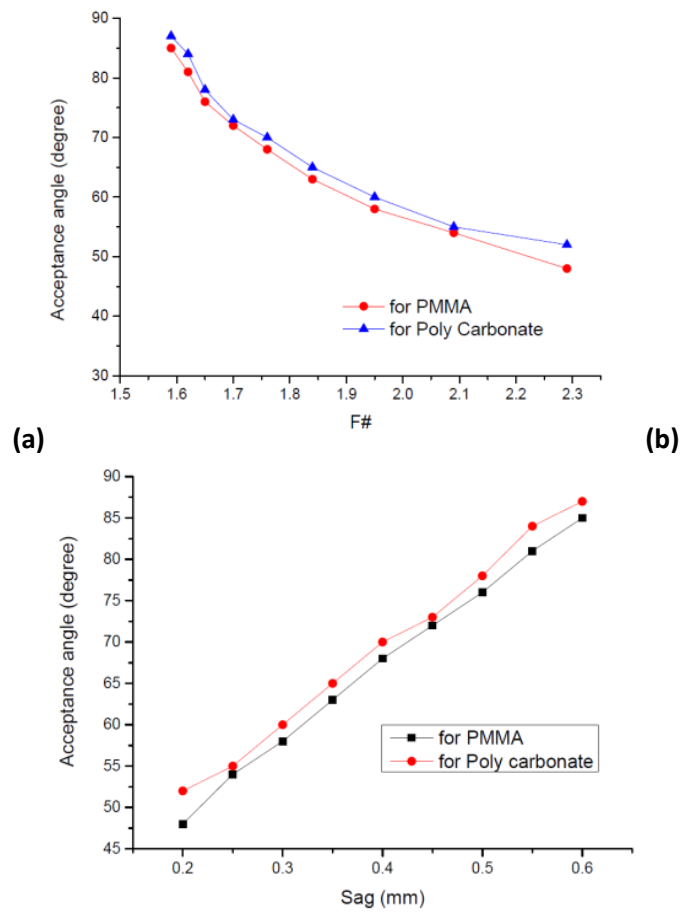 90
80
70
60
50
40
30
Acceptance angle (degree)
for PMMA
for Poly Carbonate
1.5 1.6 1.7 1.8 1.9 2.0 2.1 2.2 2.3
F#
(a) (b)
90
85
80
75
70
65
60
55
50
45
Acceptance angle (degree)
for PMMA
for Poly carbonate
0.2 0.3 0.4 0.5 0.6
Sag (mm)